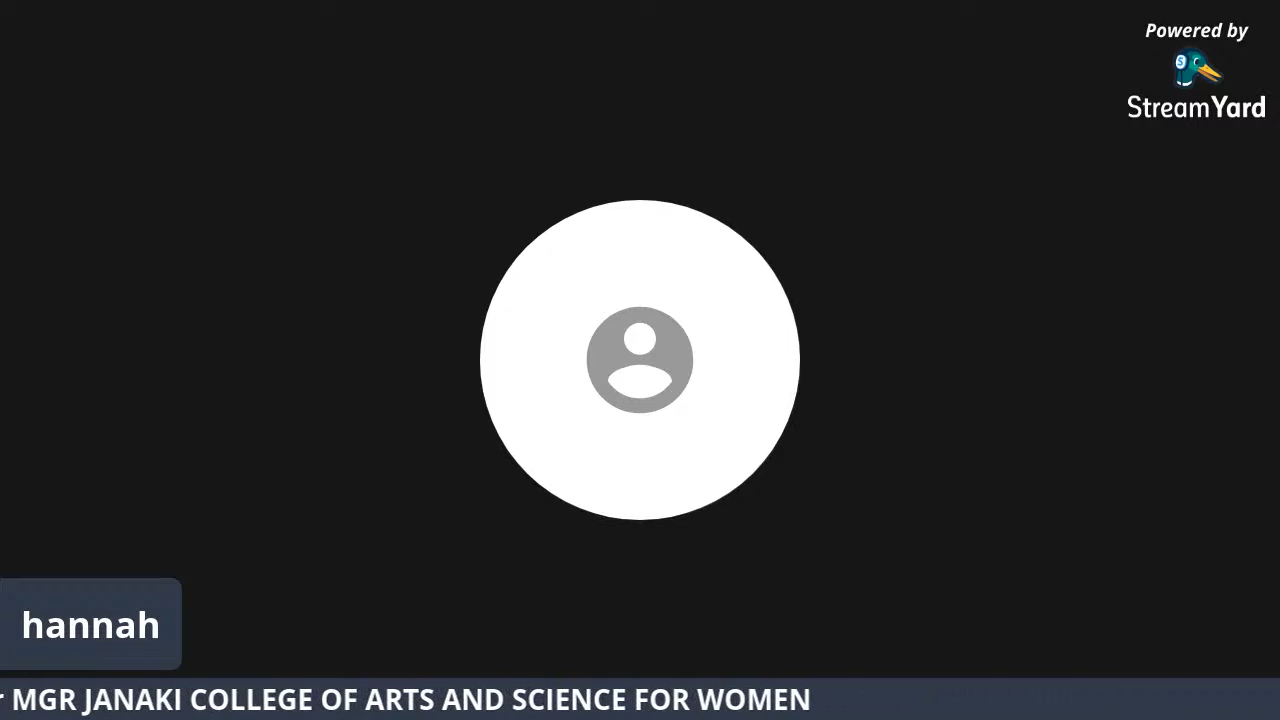 Powered by
StreamYard
hannah
r MGR JANAKI COLLEGE OF ARTS AND SCIENCE FOR WOMEN